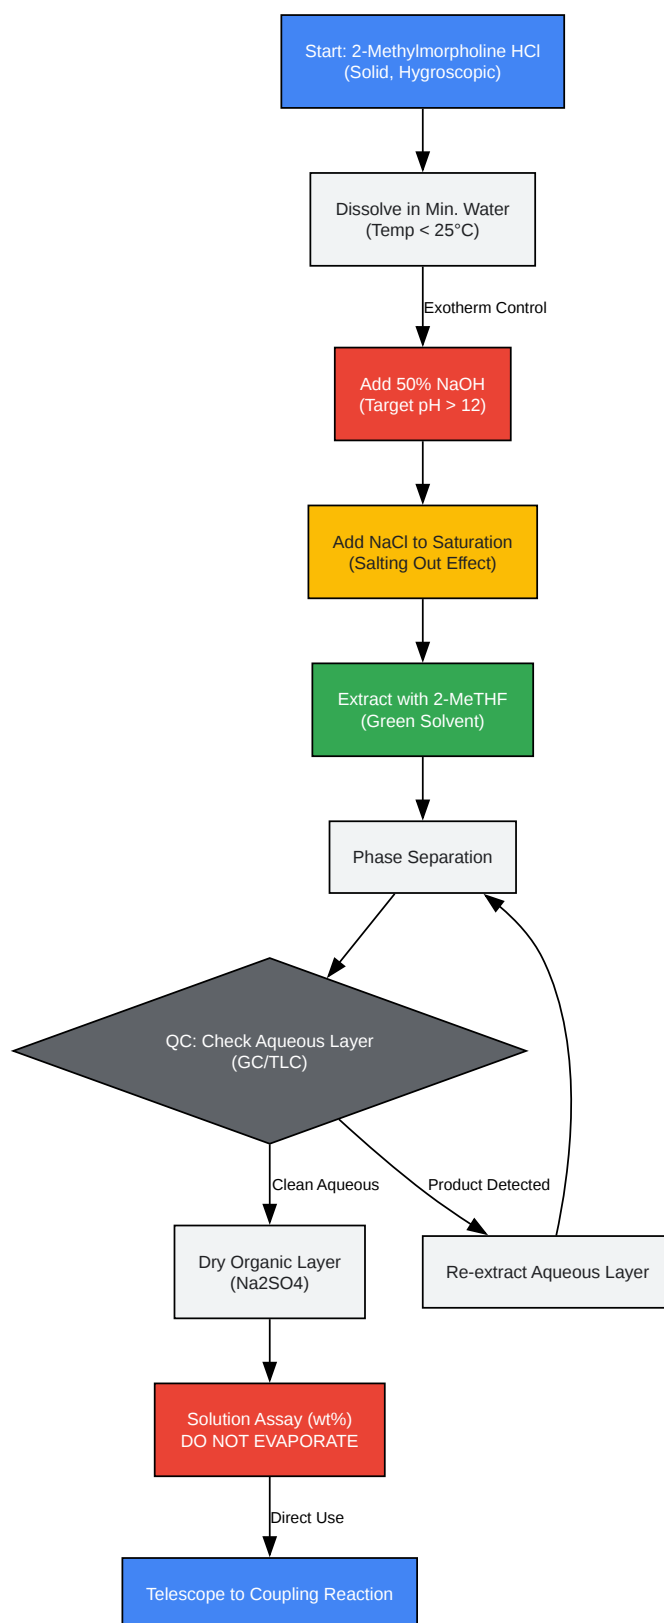 Start: 2-Methylmorpholine HCl
(Solid, Hygroscopic)
Dissolve in Min. Water
(Temp < 25°C)
Exotherm Control
Add 50% NaOH
(Target pH > 12)
Add NaCl to Saturation
(Salting Out Effect)
Extract with 2-MeTHF
(Green Solvent)
Phase Separation
QC: Check Aqueous Layer
(GC/TLC)
Clean Aqueous
Product Detected
Dry Organic Layer
(Na2SO4)
Re-extract Aqueous Layer
Solution Assay (wt%)
DO NOT EVAPORATE
Direct Use
Telescope to Coupling Reaction